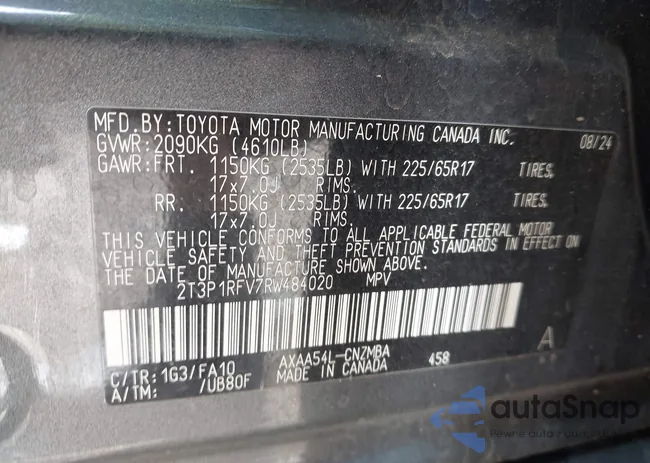 MFD.BY:TOYOTA MOTOR MANUFACTURING CANADA INC. 08/24
GVWR:2090KG (4610LB)
GAWR:FRT. 1150KG (2535LB) WITH 225/65R17 TIRES.
17x7.0J RIMS.
RR. 1150KG (2535LB) WITH 225/65R17 TIRES.
17x7.0J RIMS.
THIS VEHICLE CONFORMS TO ALL APPLICABLE FEDERAL MOTOR
VEHICLE SAFETY AND THEFT PREVENTION STANDARDS IN EFFECT ON
THE DATE OF MANUFACTURE SHOWN ABOVE.
2T3P1RFV7RW484020 MPV
A
C/TR:1G3/FA10 AXAA54L-CNZMBA 458
A/TM: /UB80F MADE IN CANADA
autoSnap
Pewne auta z gwarancją